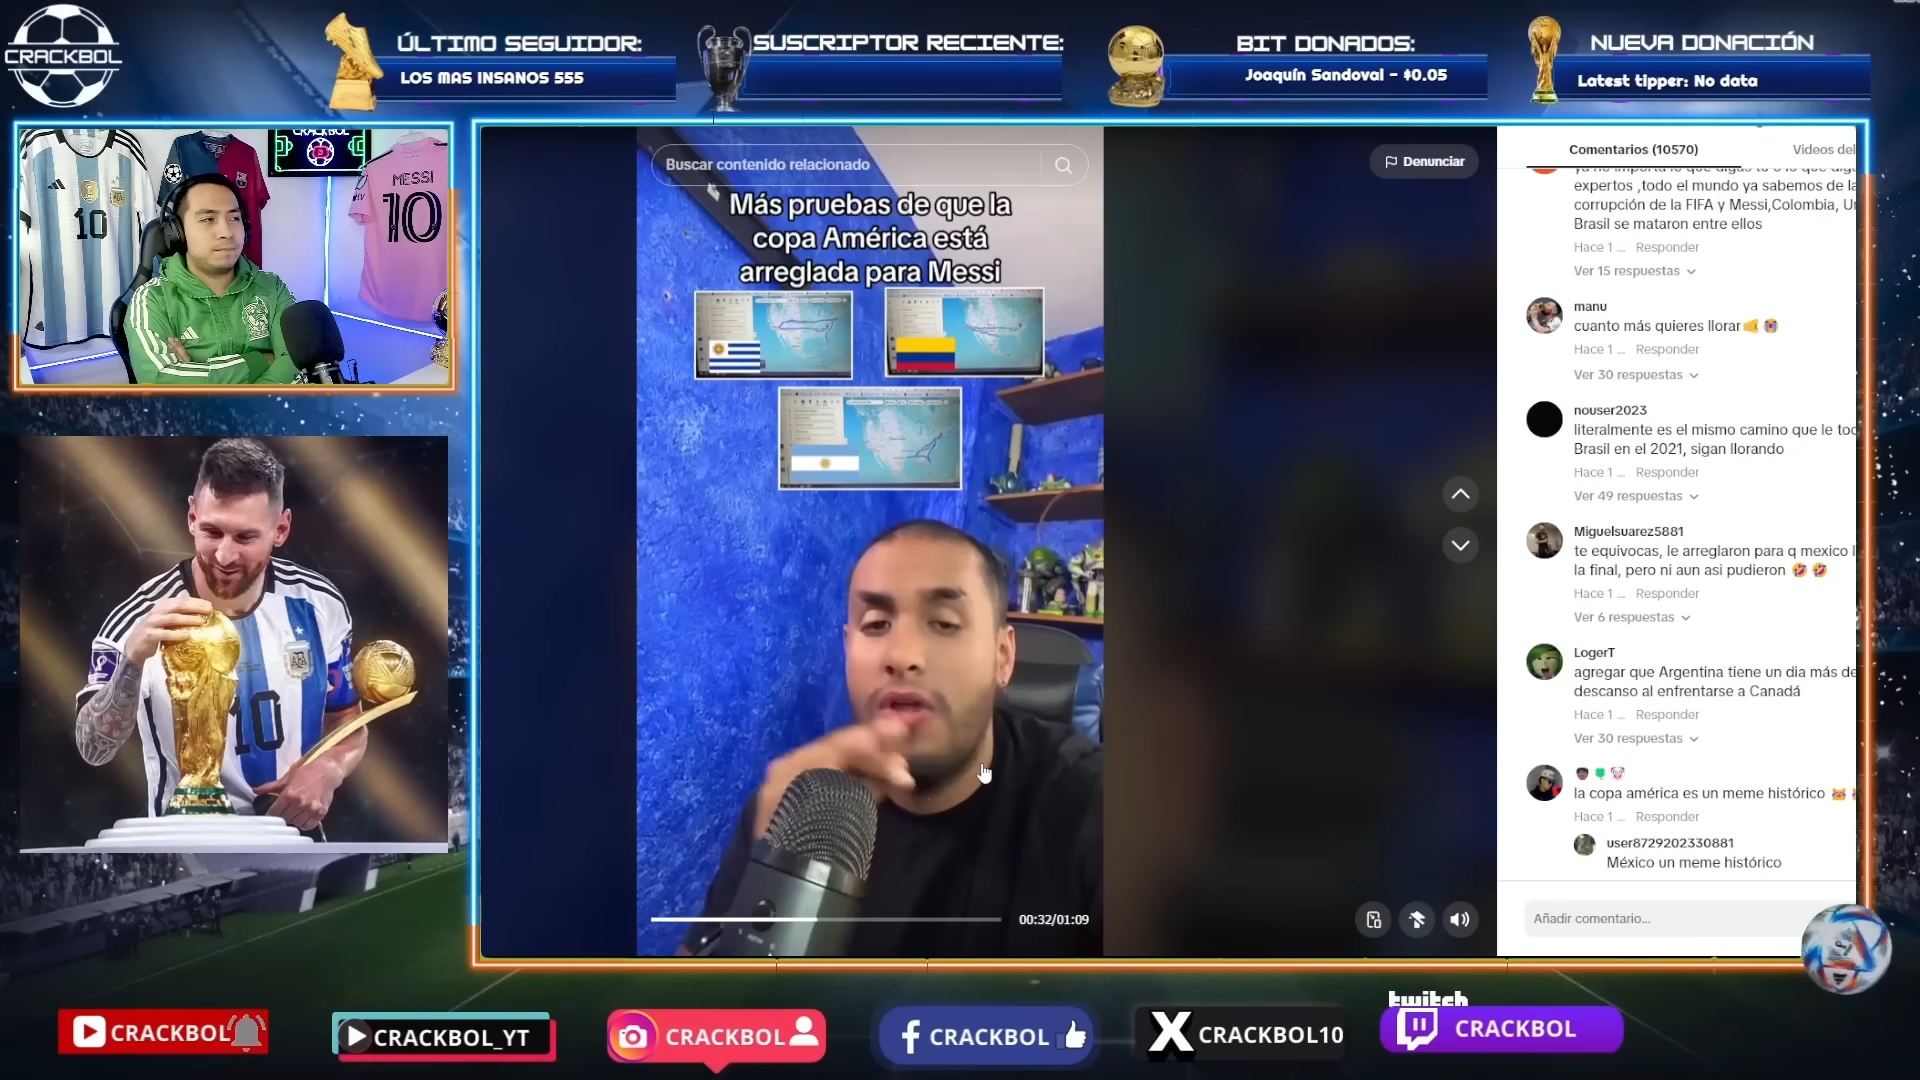 CRACKBOL
ÚLTIMO SEGUIDOR:
LOS MAS INSANOS 555
SUSCRIPTOR RECIENTE:
BIT DONADOS:
Joaquín Sandoval - $0.05
NUEVA DONACIÓN
Latest tipper: No data
CRACKBOL
10
MESSI
10
Buscar contenido relacionado
Denunciar
Más pruebas de que la
copa América está
arreglada para Messi
00:32/01:09
10
Comentarios (10570)
Videos del
expertos ,todo el mundo ya sabemos de la
corrupción de la FIFA y Messi,Colombia, Ur
Brasil se mataron entre ellos
Hace 1 ... Responder
Ver 15 respuestas
manu
cuanto más quieres llorar
Hace 1 ... Responder
Ver 30 respuestas
nouser2023
literalmente es el mismo camino que le toc
Brasil en el 2021, sigan llorando
Hace 1 ... Responder
Ver 49 respuestas
Miguelsuarez5881
te equivocas, le arreglaron para q mexico l
la final, pero ni aun asi pudieron 🤣 🤣
Hace 1 ... Responder
Ver 6 respuestas
LogerT
agregar que Argentina tiene un dia más de
descanso al enfrentarse a Canadá
Hace 1 ... Responder
Ver 30 respuestas
la copa américa es un meme histórico
Hace 1 ... Responder
user8729202330881
México un meme histórico
Añadir comentario...
CRACKBOL
CRACKBOL_YT
CRACKBOL
CRACKBOL
CRACKBOL10
twitch
CRACKBOL